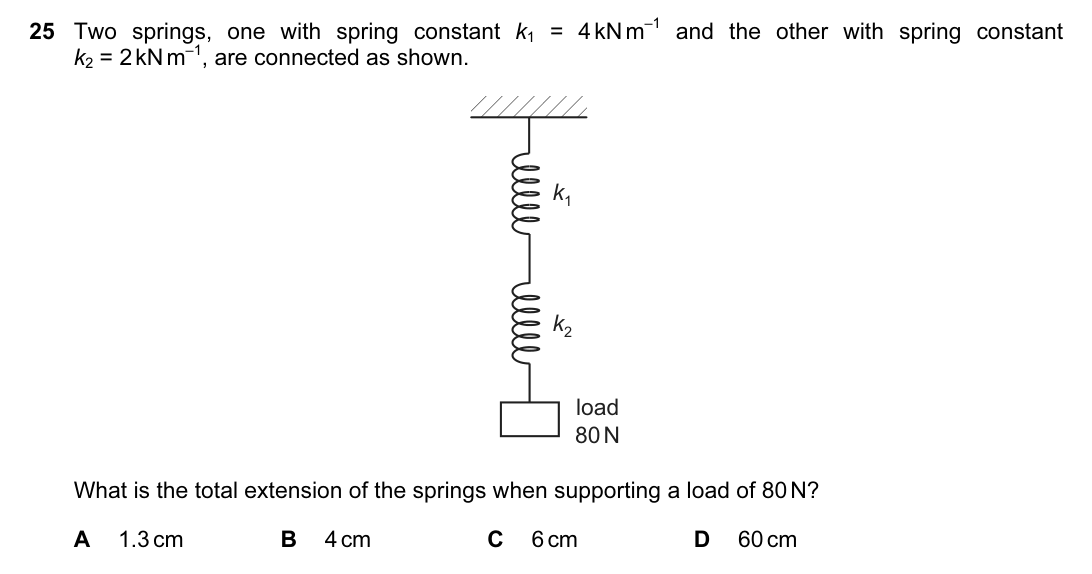 25 Two springs, one with spring constant k₁ = 4 kN m⁻¹ and the other with spring constant
k₂ = 2 kN m⁻¹, are connected as shown.
k₁
k₂
load
80 N
What is the total extension of the springs when supporting a load of 80 N?
A 1.3 cm B 4 cm C 6 cm D 60 cm